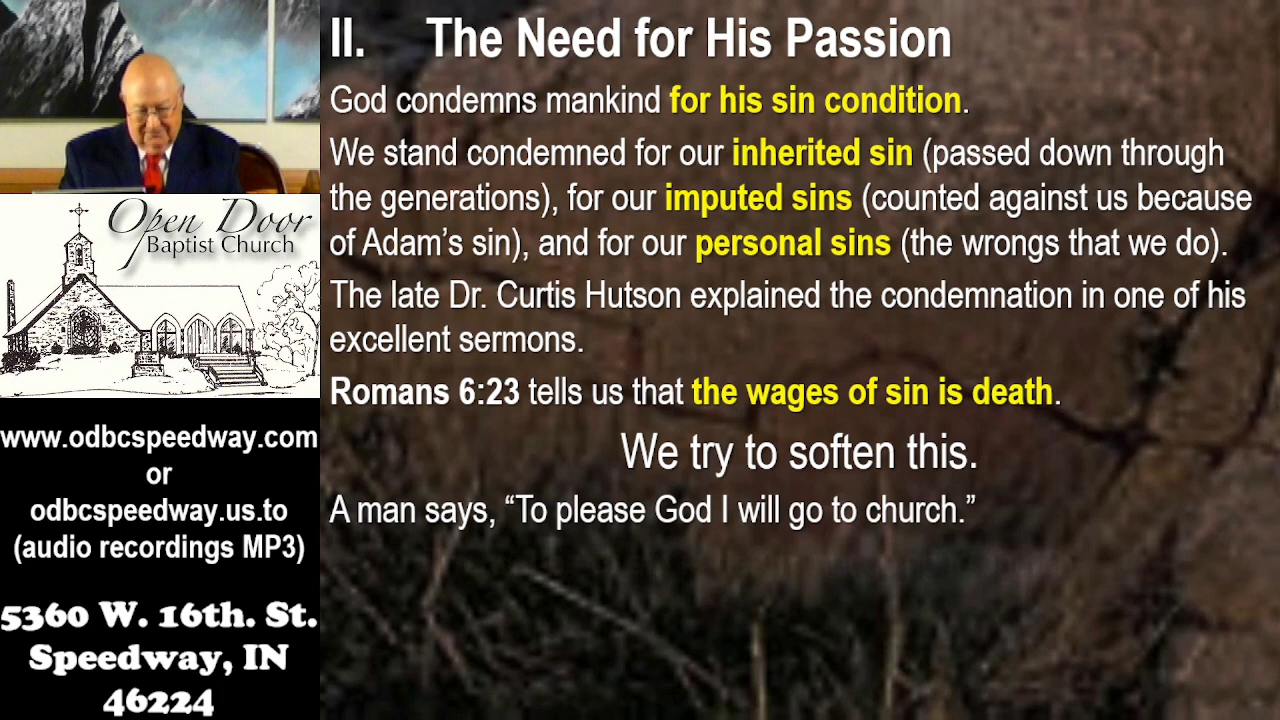 Open Door
Baptist Church
www.odbcspeedway.com
or
odbcspeedway.us.to
(audio recordings MP3)
5360 W. 16th. St.
Speedway, IN
46224
II. The Need for His Passion
God condemns mankind for his sin condition.
We stand condemned for our inherited sin (passed down through
the generations), for our imputed sins (counted against us because
of Adam’s sin), and for our personal sins (the wrongs that we do).
The late Dr. Curtis Hutson explained the condemnation in one of his
excellent sermons.
Romans 6:23 tells us that the wages of sin is death.
We try to soften this.
A man says, “To please God I will go to church.”